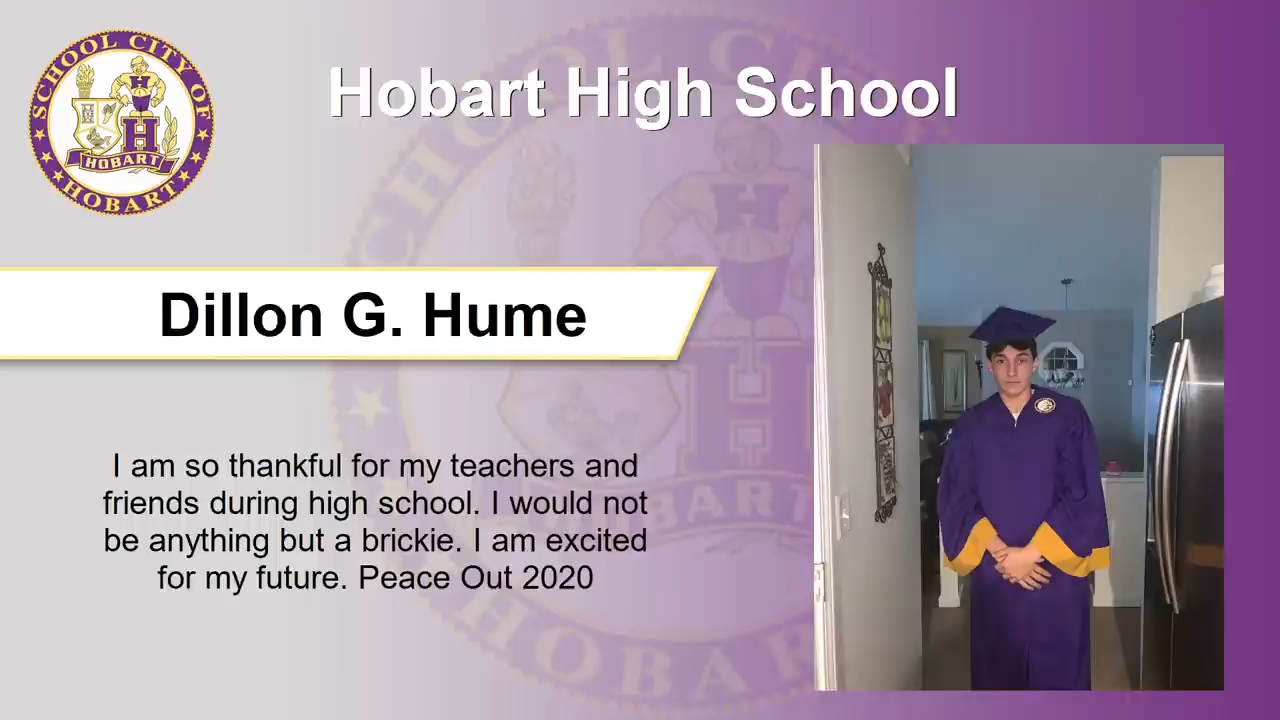 SCHOOL CITY OF
HOBART
HOBART
H
H
Hobart High School
Dillon G. Hume
I am so thankful for my teachers and
friends during high school. I would not
be anything but a brickie. I am excited
for my future. Peace Out 2020